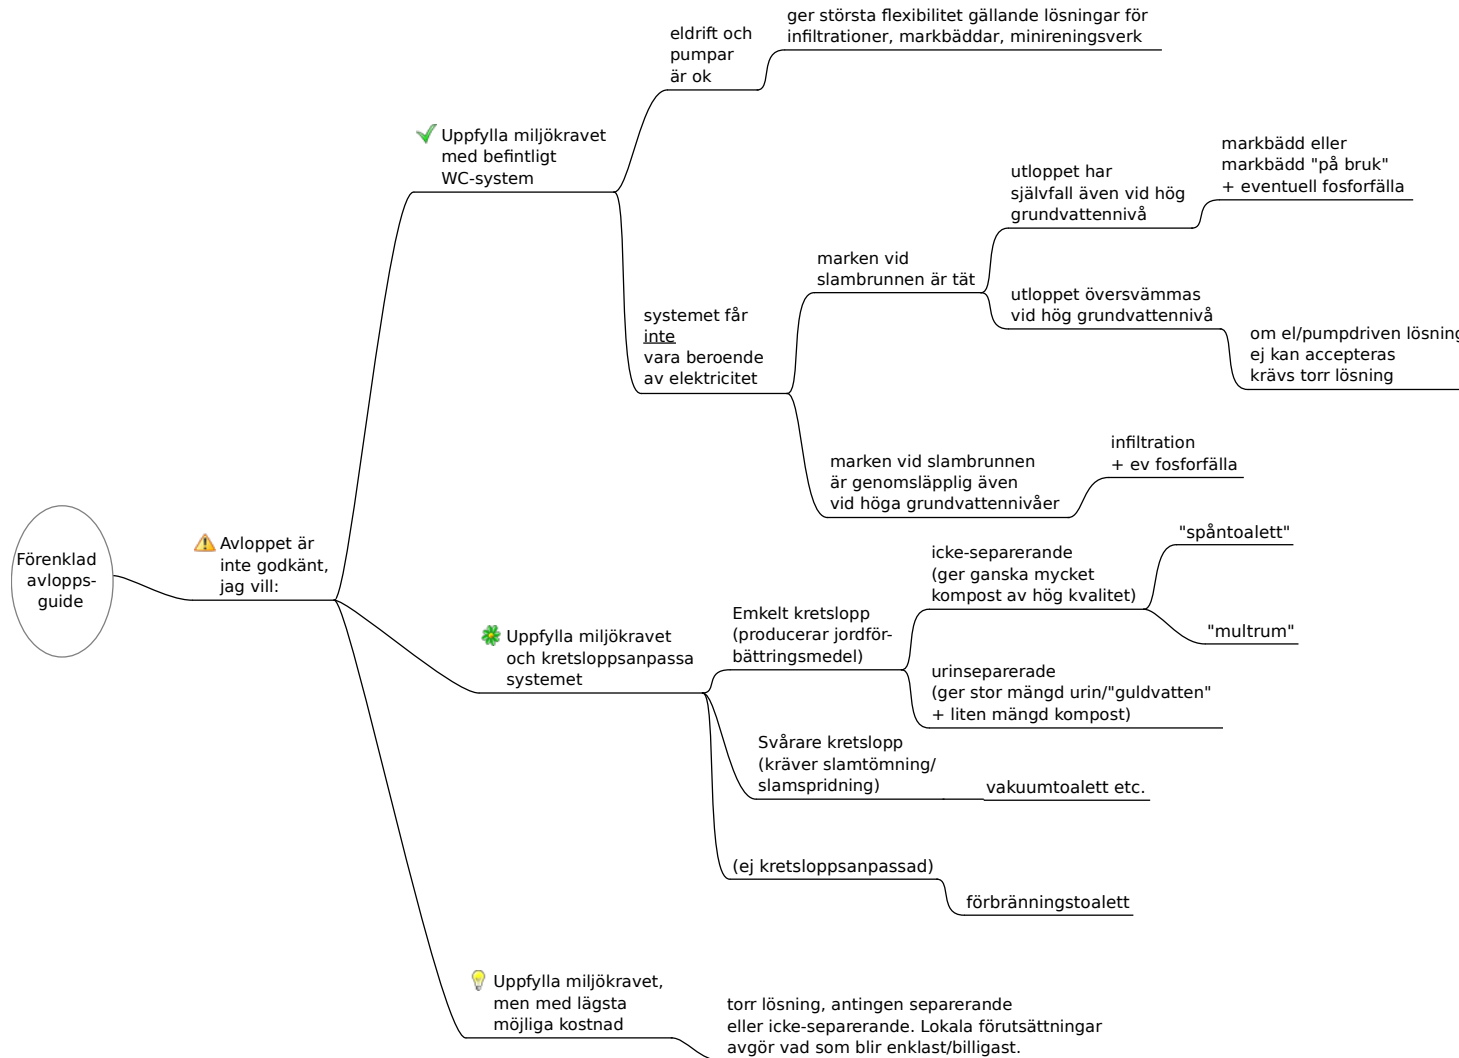 Förenklad
avlopps-
guide
Avloppet är
inte godkänt,
jag vill:
Uppfylla miljökravet
med befintligt
WC-system
eldrift och
pumpar
är ok
ger största flexibilitet gällande lösningar för
infiltrationer, markbäddar, minireningsverk
systemet får
inte
vara beroende
av elektricitet
marken vid
slambrunnen är tät
utloppet har
självfall även vid hög
grundvattennivå
markbädd eller
markbädd "på bruk"
+ eventuell fosforfälla
utloppet översvämmas
vid hög grundvattennivå
om el/pumpdriven lösning
ej kan accepteras
krävs torr lösning
marken vid slambrunnen
är genomsläpplig även
vid höga grundvattennivåer
infiltration
+ ev fosforfälla
Uppfylla miljökravet
och kretsloppsanpassa
systemet
Emkelt kretslopp
(producerar jordför-
bättringsmedel)
icke-separerande
(ger ganska mycket
kompost av hög kvalitet)
"spåntoalett"
"multrum"
urinseparerade
(ger stor mängd urin/"guldvatten"
+ liten mängd kompost)
Svårare kretslopp
(kräver slamtömning/
slamspridning)
vakuumtoalett etc.
(ej kretsloppsanpassad)
förbränningstoalett
Uppfylla miljökravet,
men med lägsta
möjliga kostnad
torr lösning, antingen separerande
eller icke-separerande. Lokala förutsättningar
avgör vad som blir enklast/billigast.